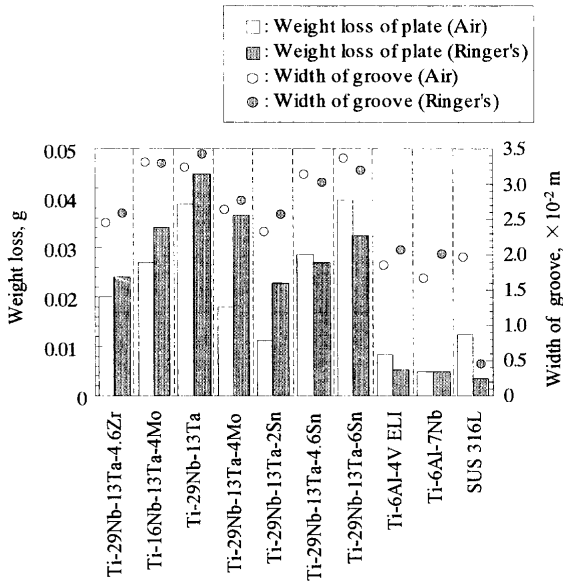 : Weight loss of plate (Air)
: Weight loss of plate (Ringer's)
: Width of groove (Air)
: Width of groove (Ringer's)
Weight loss, g
0.05
0.04
0.03
0.02
0.01
0
3.5
3.0
2.5
2.0
1.5
1.0
0.5
0
Width of groove, ×10⁻² m
Ti-29Nb-13Ta-4.6Zr
Ti-16Nb-13Ta-4Mo
Ti-29Nb-13Ta
Ti-29Nb-13Ta-4Mo
Ti-29Nb-13Ta-2Sn
Ti-29Nb-13Ta-4.6Sn
Ti-29Nb-13Ta-6Sn
Ti-6Al-4V ELI
Ti-6Al-7Nb
SUS 316L